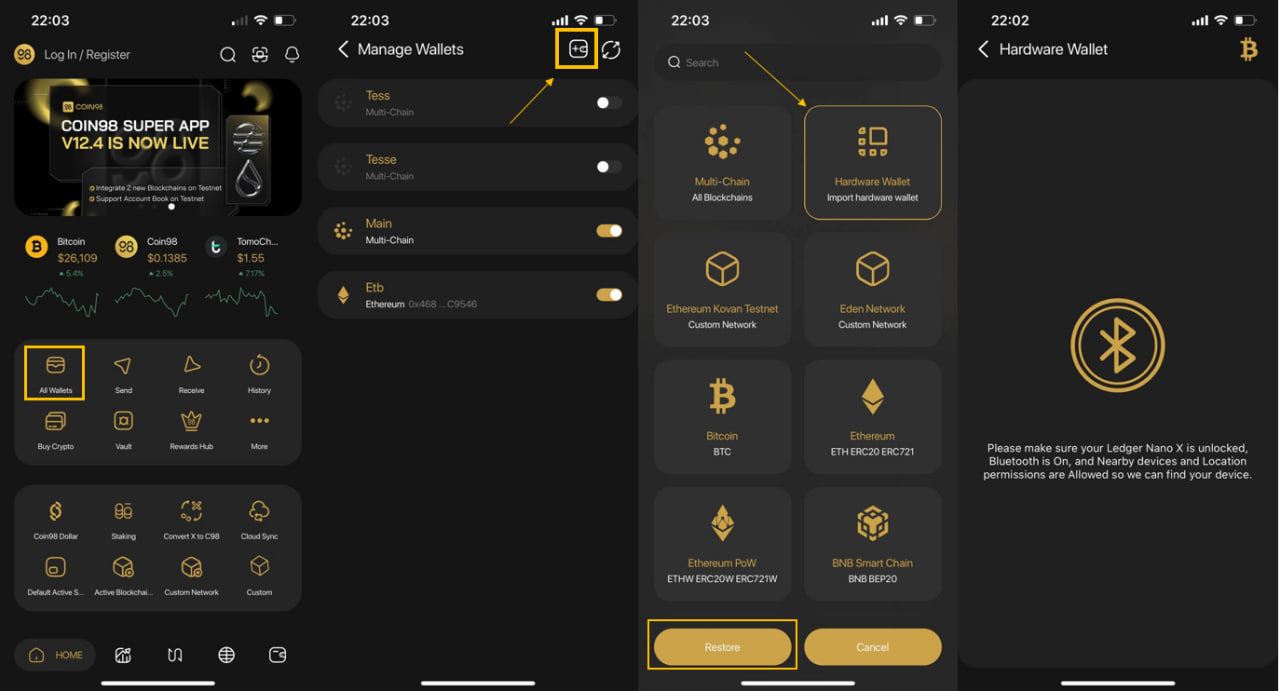 22:03
98 Log In / Register
98 COIN98
COIN98 SUPER APP
V12.4 IS NOW LIVE
Integrate 2 new Blockchains on Testnet
Support Account Book on Testnet
Bitcoin
$26,109
5.4%
98 Coin98
$0.1385
2.5%
TomoCh...
$1.55
7.17%
All Wallets Send Receive History
Buy Crypto Vault Rewards Hub More
Coin98 Dollar Staking Convert X to C98 Cloud Sync
Default Active S... Active Blockchai... Custom Network Custom
HOME
22:03
Manage Wallets
Tess
Multi-Chain
Tesse
Multi-Chain
Main
Multi-Chain
Etb
Ethereum 0x468 ... C9546
22:03
Search
Multi-Chain
All Blockchains
Hardware Wallet
Import hardware wallet
Ethereum Kovan Testnet
Custom Network
Eden Network
Custom Network
Bitcoin
BTC
Ethereum
ETH ERC20 ERC721
Ethereum PoW
ETHW ERC20W ERC721W
BNB Smart Chain
BNB BEP20
Restore Cancel
22:02
Hardware Wallet
Please make sure your Ledger Nano X is unlocked,
Bluetooth is On, and Nearby devices and Location
permissions are Allowed so we can find your device.